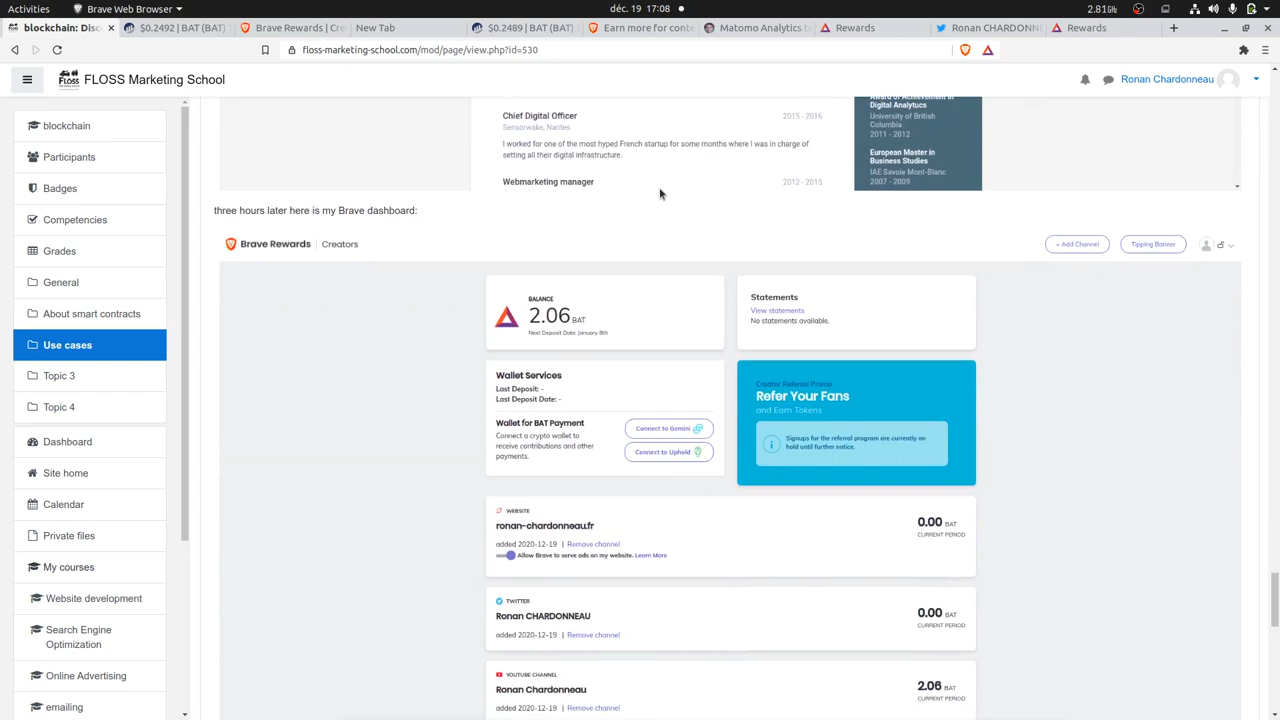 Activities
Brave Web Browser
déc. 19 17:08
2.81k
blockchain: Disc
$0.2492 | BAT (BAT)
Brave Rewards | Cre
New Tab
$0.2489 | BAT (BAT)
Earn more for conte
Matomo Analytics t
Rewards
Ronan CHARDONN
Rewards
floss-marketing-school.com/mod/page/view.php?id=530
FLOSS
FLOSS Marketing School
Ronan Chardonneau
blockchain
Participants
Badges
Competencies
Grades
General
About smart contracts
Use cases
Topic 3
Topic 4
Dashboard
Site home
Calendar
Private files
My courses
Website development
Search Engine
Optimization
Online Advertising
emailing
Chief Digital Officer
2015 - 2016
Sensorwake, Nantes
I worked for one of the most hyped French startup for some months where I was in charge of
setting all their digital infrastructure.
Webmarketing manager
2012 - 2015
Award of Achievement in
Digital Analytucs
University of British
Columbia
2011 - 2012
European Master in
Business Studies
IAE Savoie Mont-Blanc
2007 - 2009
three hours later here is my Brave dashboard:
Brave Rewards | Creators
+ Add Channel
Tipping Banner
BALANCE
2.06 BAT
Next Deposit Date: January 8th
Statements
View statements
No statements available.
Wallet Services
Last Deposit: -
Last Deposit Date: -
Wallet for BAT Payment
Connect a crypto wallet to
receive contributions and other
payments.
Connect to Gemini
Connect to Uphold
Creator Referral Promo
Refer Your Fans
and Earn Tokens
Signups for the referral program are currently on
hold until further notice.
WEBSITE
ronan-chardonneau.fr
added 2020-12-19 | Remove channel
Allow Brave to serve ads on my website. Learn More
0.00 BAT
CURRENT PERIOD
TWITTER
Ronan CHARDONNEAU
added 2020-12-19 | Remove channel
0.00 BAT
CURRENT PERIOD
YOUTUBE CHANNEL
Ronan Chardonneau
added 2020-12-19 | Remove channel
2.06 BAT
CURRENT PERIOD